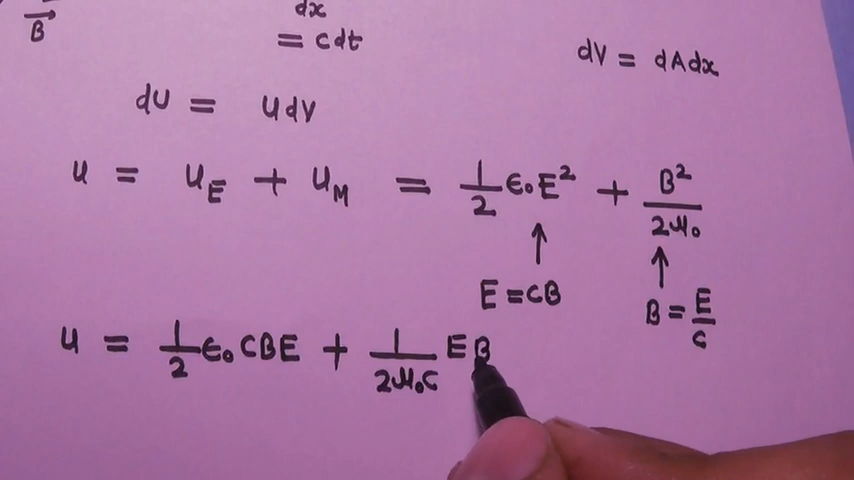 B⃗
dx
= cdt
dV = dAdx
dU = udV
u = u_E + u_M = 1/2 ϵ₀E² + B²/2μ₀
E = CB
B = E/c
u = 1/2 ϵ₀CBE + 1/2μ₀C EB